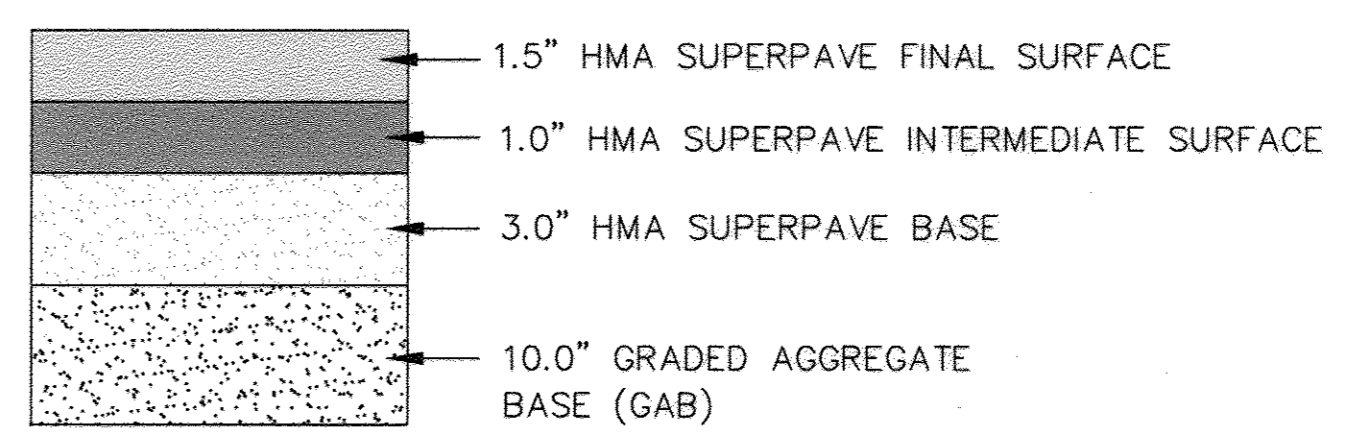 1.5” HMA SUPERPAVE FINAL SURFACE
1.0” HMA SUPERPAVE INTERMEDIATE SURFACE
3.0” HMA SUPERPAVE BASE
10.0” GRADED AGGREGATE
BASE (GAB)